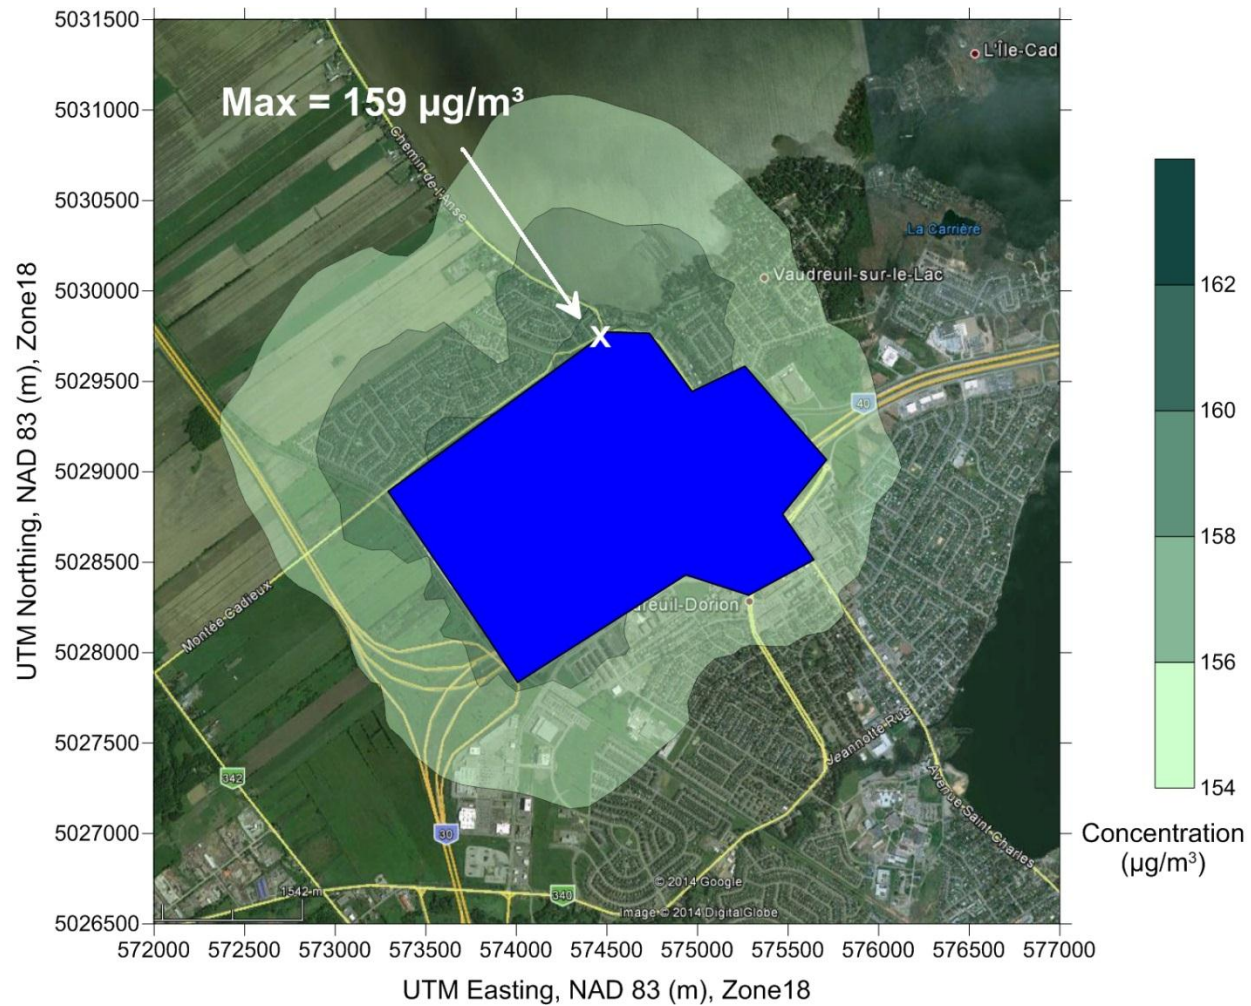 5031500
5031000
5030500
5030000
5029500
5029000
5028500
5028000
5027500
5027000
5026500
UTM Northing, NAD 83 (m), Zone18
Max = 159 µg/m³
L'Île-Cad
Chemin de l'Anse
La Carrière
Vaudreuil-sur-le-Lac
40
dreuil-Dorion
Montée Cadieux
Jeannotte Rue
Avenue Saint Charles
342
30
340
1542 m
© 2014 Google
Image © 2014 DigitalGlobe
X
162
160
158
156
154
Concentration
(µg/m³)
572000 572500 573000 573500 574000 574500 575000 575500 576000 576500 577000
UTM Easting, NAD 83 (m), Zone18